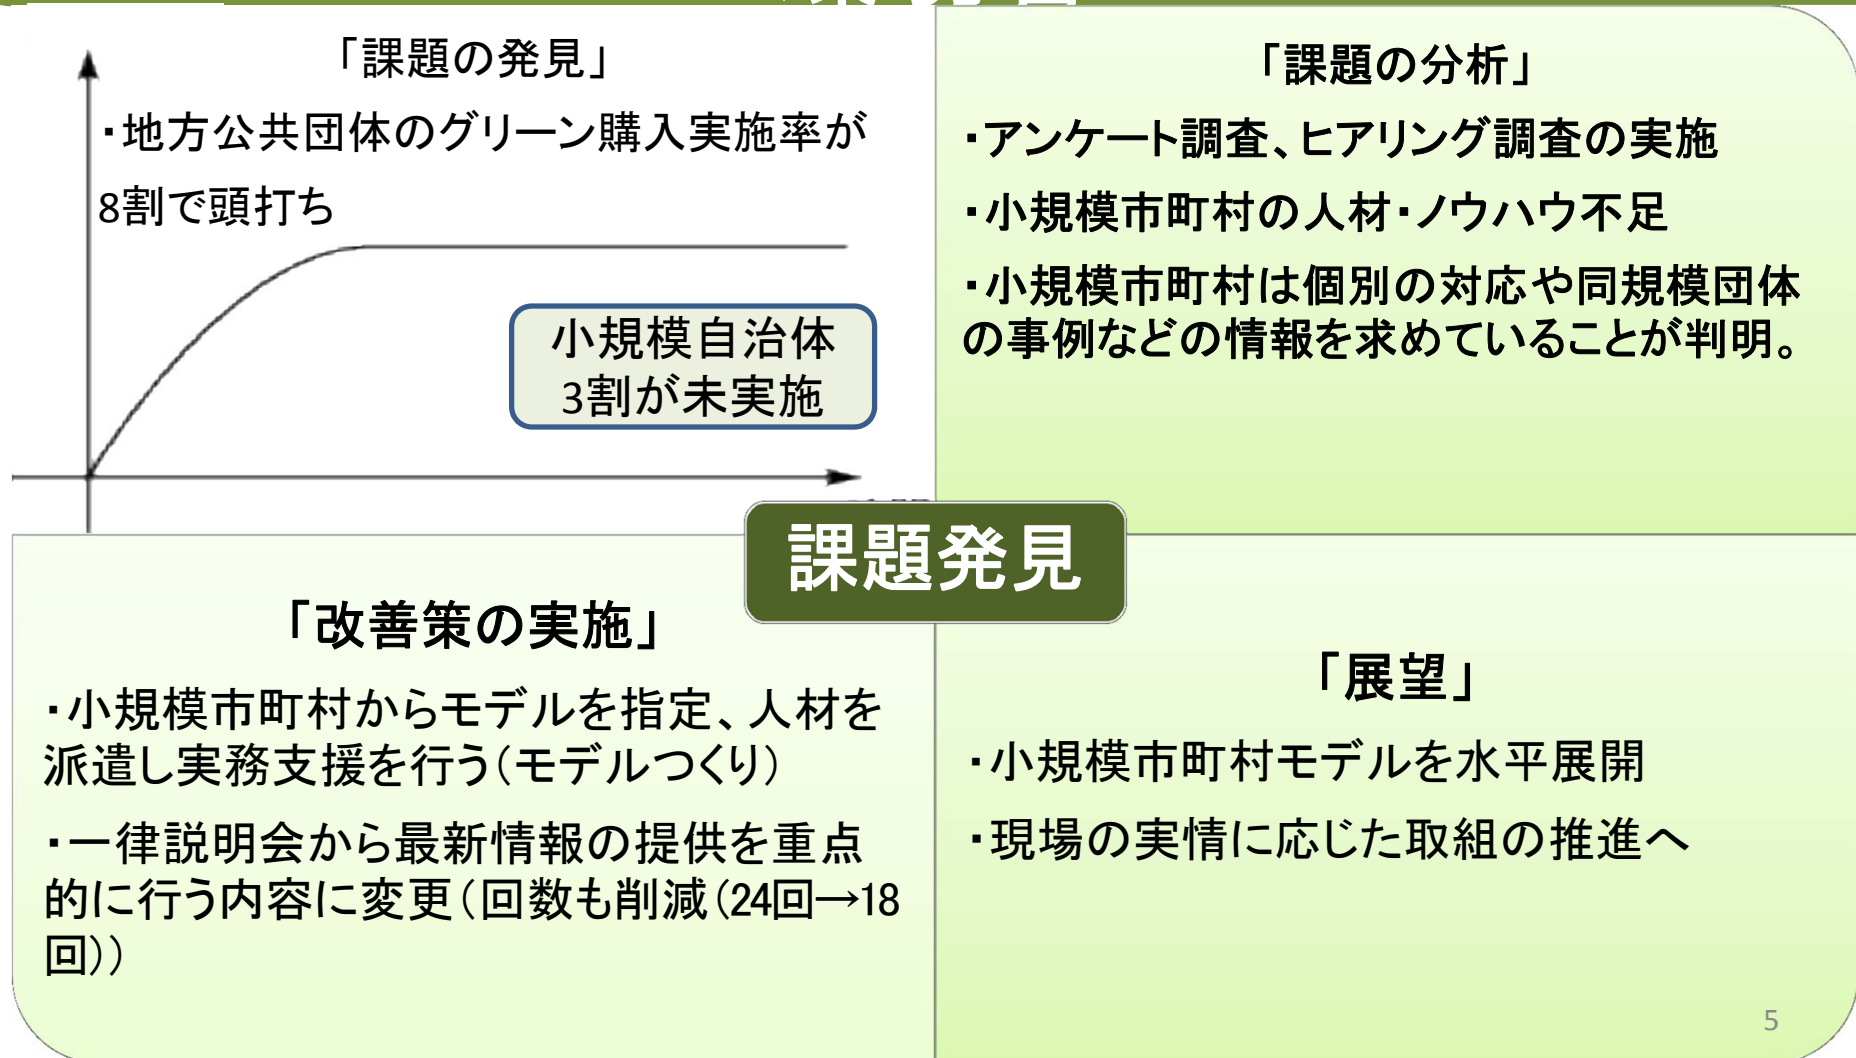 「課題の発見」
・地方公共団体のグリーン購入実施率が
8割で頭打ち
小規模自治体
3割が未実施
「課題の分析」
・アンケート調査、ヒアリング調査の実施
・小規模市町村の人材・ノウハウ不足
・小規模市町村は個別の対応や同規模団体
の事例などの情報を求めていることが判明。
課題発見
「改善策の実施」
・小規模市町村からモデルを指定、人材を
派遣し実務支援を行う（モデルつくり）
・一律説明会から最新情報の提供を重点
的に行う内容に変更（回数も削減（24回→18
回））
「展望」
・小規模市町村モデルを水平展開
・現場の実情に応じた取組の推進へ
5